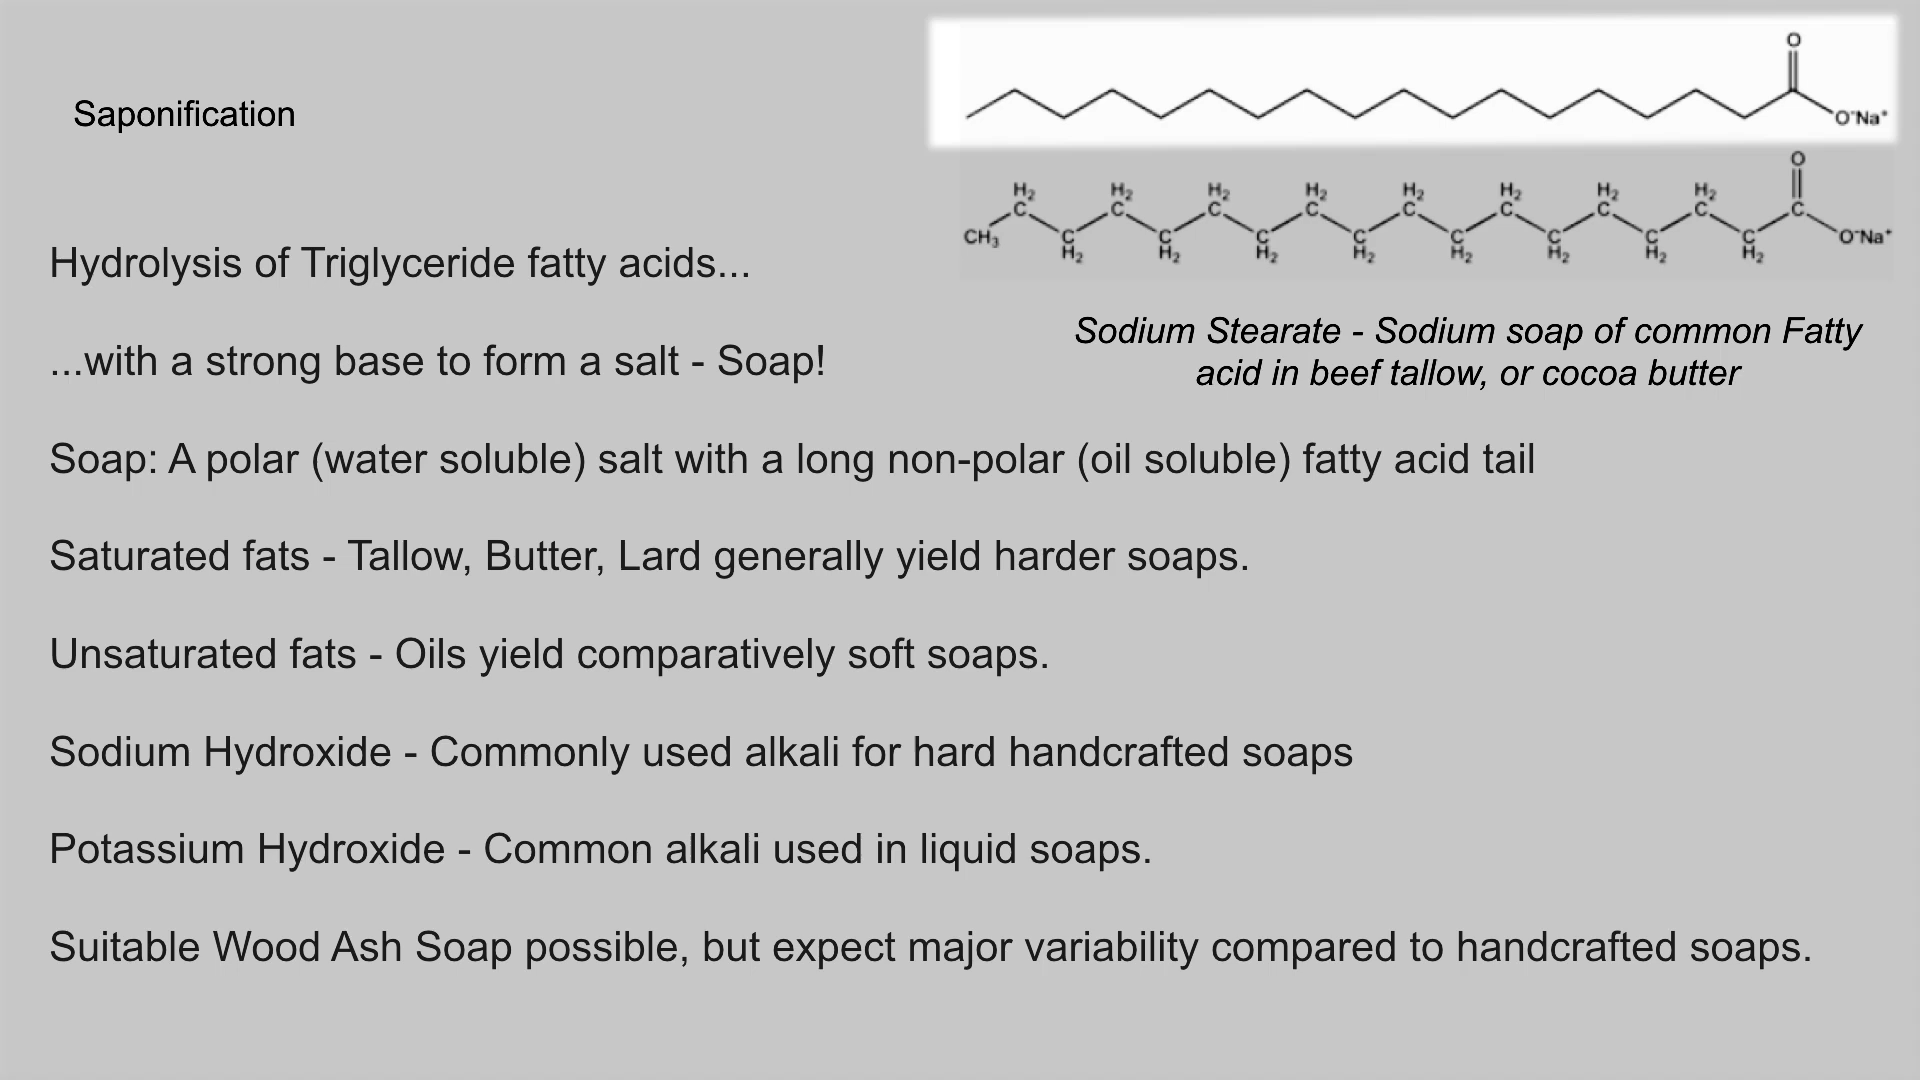 Saponification
O
O⁻Na⁺
O
H₂ H₂ H₂ H₂ H₂ H₂ H₂ H₂
C C C C C C C C C
CH₃ C C C C C C C C O⁻Na⁺
H₂ H₂ H₂ H₂ H₂ H₂ H₂ H₂
Hydrolysis of Triglyceride fatty acids...
Sodium Stearate - Sodium soap of common Fatty
acid in beef tallow, or cocoa butter
...with a strong base to form a salt - Soap!
Soap: A polar (water soluble) salt with a long non-polar (oil soluble) fatty acid tail
Saturated fats - Tallow, Butter, Lard generally yield harder soaps.
Unsaturated fats - Oils yield comparatively soft soaps.
Sodium Hydroxide - Commonly used alkali for hard handcrafted soaps
Potassium Hydroxide - Common alkali used in liquid soaps.
Suitable Wood Ash Soap possible, but expect major variability compared to handcrafted soaps.